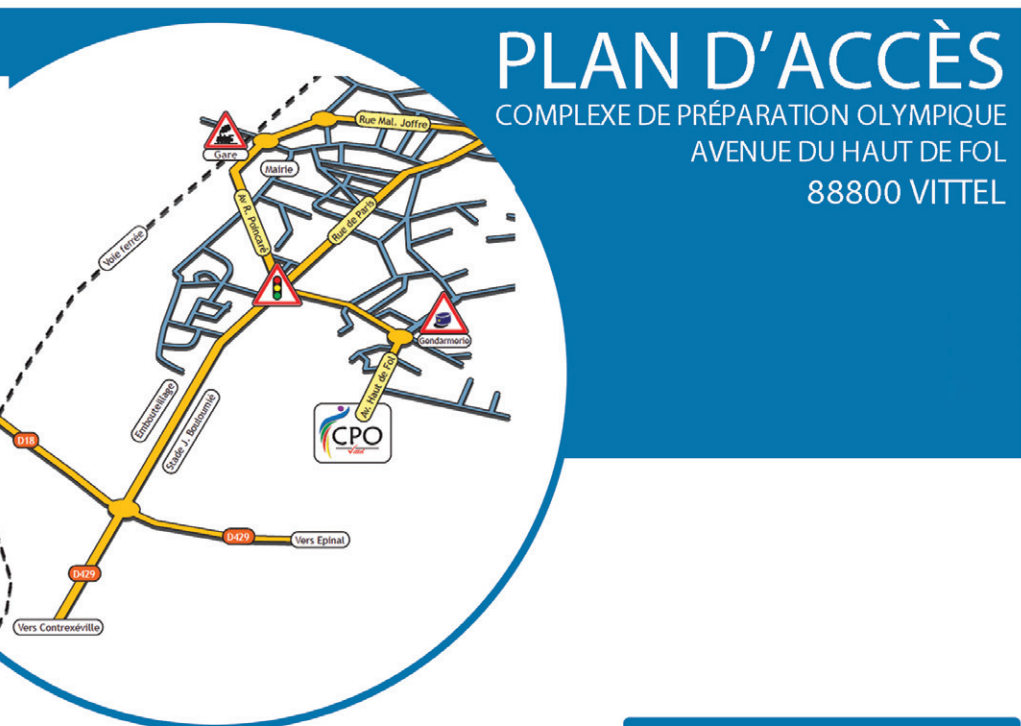 PLAN D'ACCÈS
COMPLEXE DE PRÉPARATION OLYMPIQUE
AVENUE DU HAUT DE FOL
88800 VITTEL
Rue Mal. Joffre
Gare
Mairie
Av R. Poincaré
Rue de Paris
Voie ferrée
Gendarmerie
Av. Haut de Fol
CPO
Vittel
Embouteillage
Stade J. Bouloumié
D18
D429
Vers Epinal
D429
Vers Contrexéville